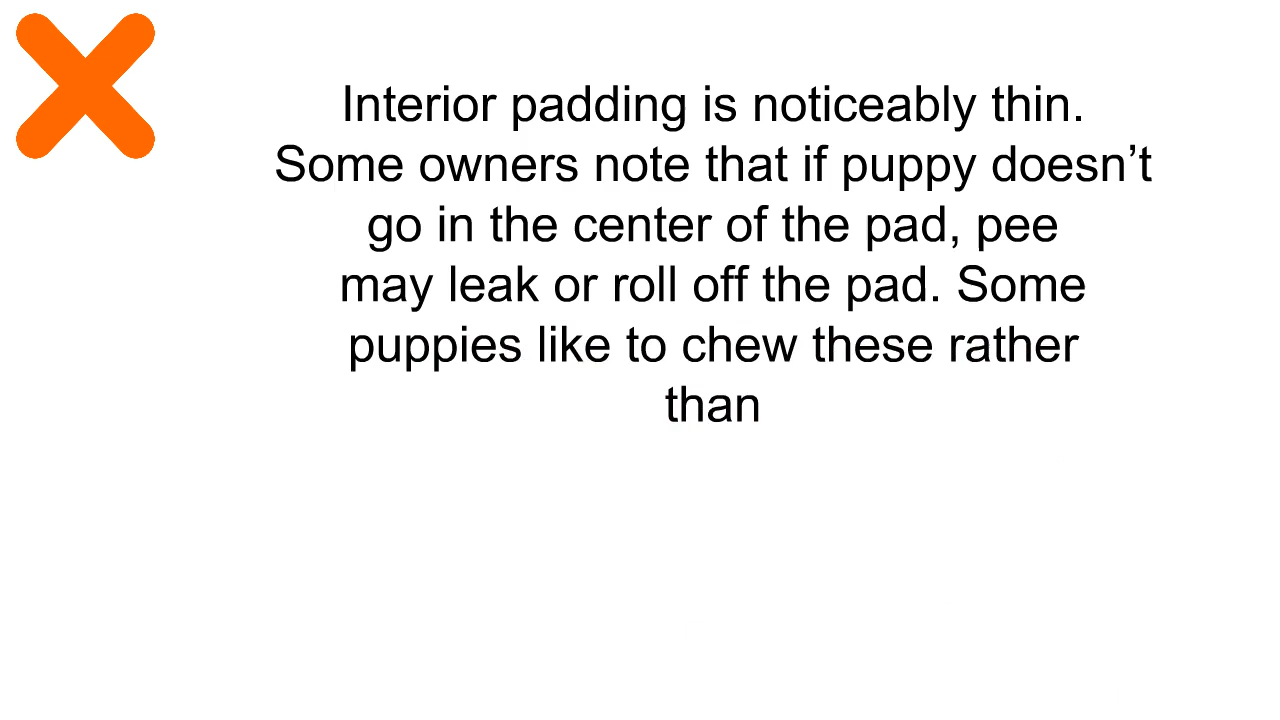 Interior padding is noticeably thin.
Some owners note that if puppy doesn’t
go in the center of the pad, pee
may leak or roll off the pad. Some
puppies like to chew these rather
than